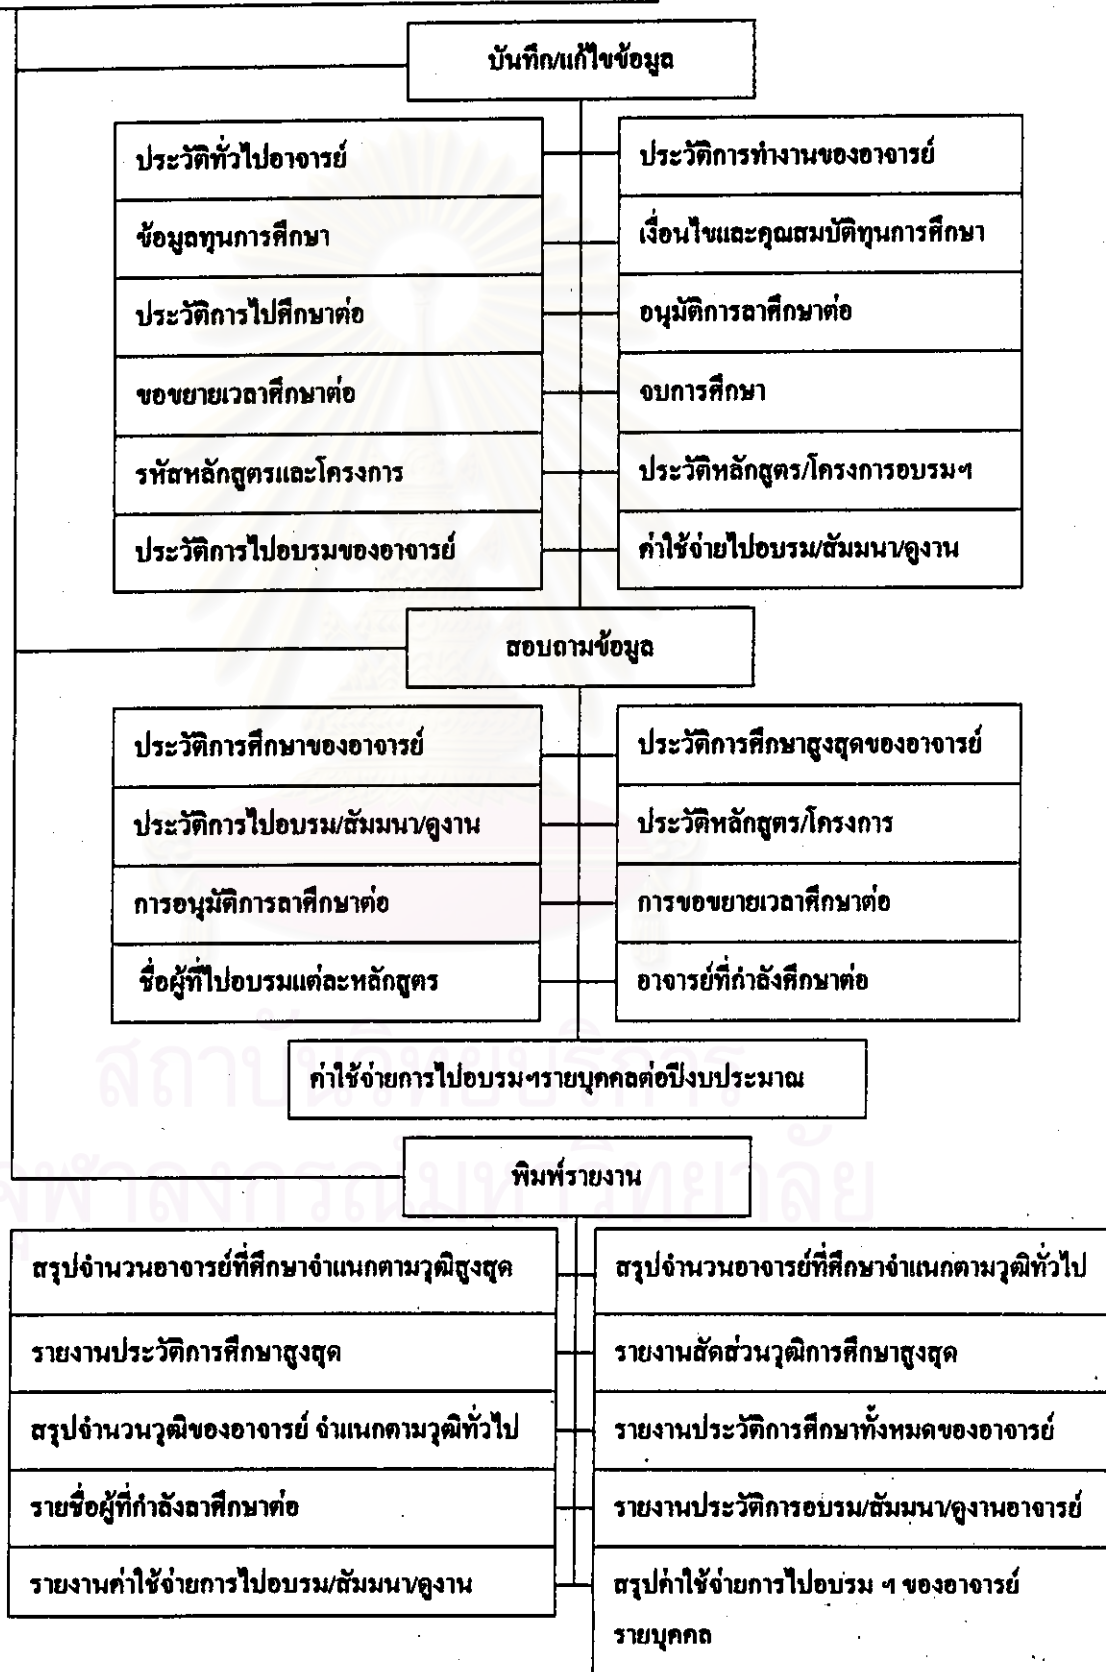 บันทึก/แก้ไขข้อมูล
ประวัติทั่วไปอาจารย์
ประวัติการทำงานของอาจารย์
ข้อมูลทุนการศึกษา
เงื่อนไขและคุณสมบัติทุนการศึกษา
ประวัติการไปศึกษาต่อ
อนุมัติการลาศึกษาต่อ
ขอขยายเวลาศึกษาต่อ
จบการศึกษา
รหัสหลักสูตรและโครงการ
ประวัติหลักสูตร/โครงการอบรมฯ
ประวัติการไปอบรมของอาจารย์
ค่าใช้จ่ายไปอบรม/สัมมนา/ดูงาน
สอบถามข้อมูล
ประวัติการศึกษาของอาจารย์
ประวัติการศึกษาสูงสุดของอาจารย์
ประวัติการไปอบรม/สัมมนา/ดูงาน
ประวัติหลักสูตร/โครงการ
การอนุมัติการลาศึกษาต่อ
การขอขยายเวลาศึกษาต่อ
ชื่อผู้ที่ไปอบรมแต่ละหลักสูตร
อาจารย์ที่กำลังศึกษาต่อ
สถาบันวิทยบริการ
ค่าใช้จ่ายการไปอบรมฯรายบุคคลต่อปีงบประมาณ
จุฬาลงกรณ์มหาวิทยาลัย
พิมพ์รายงาน
สรุปจำนวนอาจารย์ที่ศึกษาจำแนกตามวุฒิสูงสุด
สรุปจำนวนอาจารย์ที่ศึกษาจำแนกตามวุฒิทั่วไป
รายงานประวัติการศึกษาสูงสุด
รายงานสัดส่วนวุฒิการศึกษาสูงสุด
สรุปจำนวนวุฒิของอาจารย์ จำแนกตามวุฒิทั่วไป
รายงานประวัติการศึกษาทั้งหมดของอาจารย์
รายชื่อผู้ที่กำลังลาศึกษาต่อ
รายงานประวัติการอบรม/สัมมนา/ดูงานอาจารย์
รายงานค่าใช้จ่ายการไปอบรม/สัมมนา/ดูงาน
สรุปค่าใช้จ่ายการไปอบรม ฯ ของอาจารย์
รายบุคคล